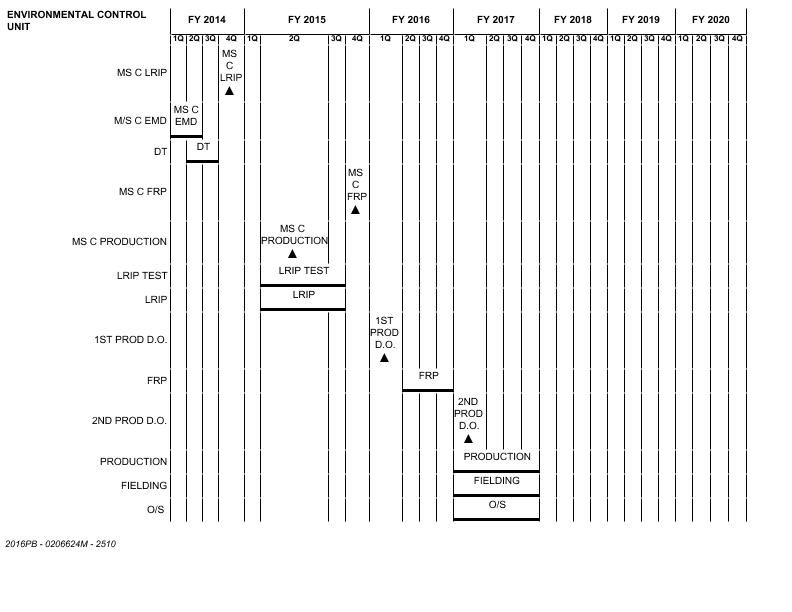 ENVIRONMENTAL CONTROL
UNIT
FY 2014 FY 2015 FY 2016 FY 2017 FY 2018 FY 2019 FY 2020
1Q 2Q 3Q 4Q 1Q 2Q 3Q 4Q 1Q 2Q 3Q 4Q 1Q 2Q 3Q 4Q 1Q 2Q 3Q 4Q 1Q 2Q 3Q 4Q 1Q 2Q 3Q 4Q
MS C LRIP
MS
C
LRIP
M/S C EMD
MS C
EMD
DT
DT
MS C FRP
MS
C
FRP
MS C PRODUCTION
MS C
PRODUCTION
LRIP TEST
LRIP TEST
LRIP
LRIP
1ST PROD D.O.
1ST
PROD
D.O.
FRP
FRP
2ND PROD D.O.
2ND
PROD
D.O.
PRODUCTION
PRODUCTION
FIELDING
FIELDING
O/S
O/S
2016PB - 0206624M - 2510